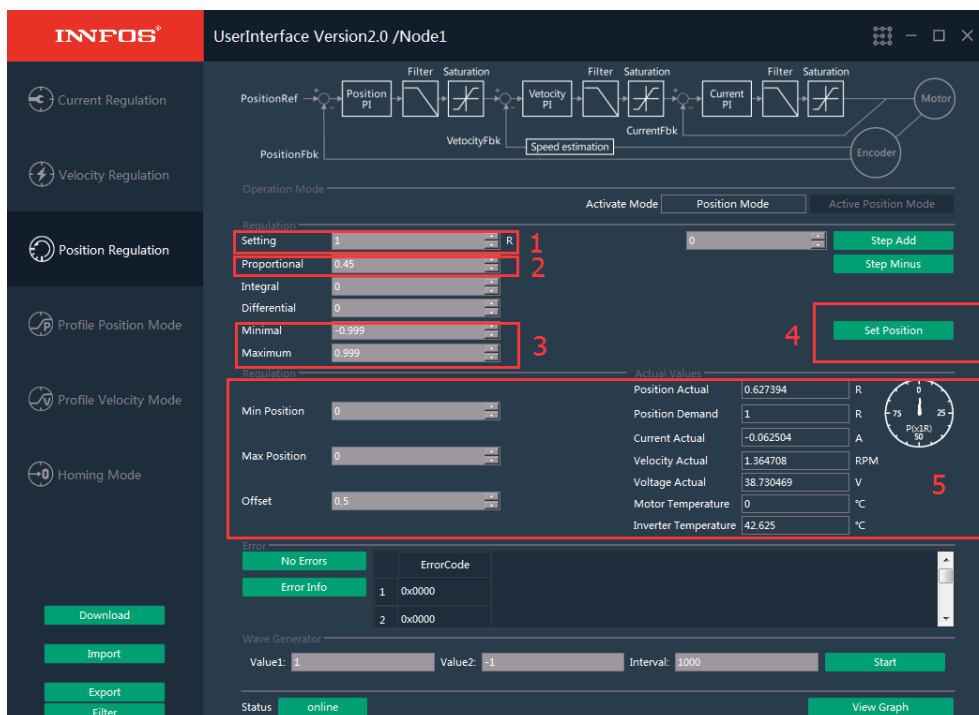 INNFOS®
UserInterface Version2.0 /Node1
Current Regulation
Velocity Regulation
Position Regulation
Profile Position Mode
Profile Velocity Mode
Homing Mode
Download
Import
Export
Filter
Filter Saturation Filter Saturation Filter Saturation
PositionRef + Position PI + Vetocity PI + Current PI Motor
VetocityFbk CurrentFbk
Speed estimation
PositionFbk Encoder
Operation Mode
Activate Mode Position Mode Active Position Mode
Regulation
Setting 1 R 1 0 Step Add
Proportional 0.45 2 Step Minus
Integral 0
Differential 0
Minimal -0.999 3 4 Set Position
Maximum 0.999
Regulation Actual Values
Position Actual 0.627394 R
Min Position 0 Position Demand 1 R
Current Actual -0.062504 A
Max Position 0 Velocity Actual 1.364708 RPM
Voltage Actual 38.730469 V
Offset 0.5 Motor Temperature 0 °C
Inverter Temperature 42.625 °C
0
75 25
P(x1R)
50
5
Error
No Errors ErrorCode
Error Info 1 0x0000
2 0x0000
Wave Generator
Value1: 1 Value2: -1 Interval: 1000 Start
Status online View Graph